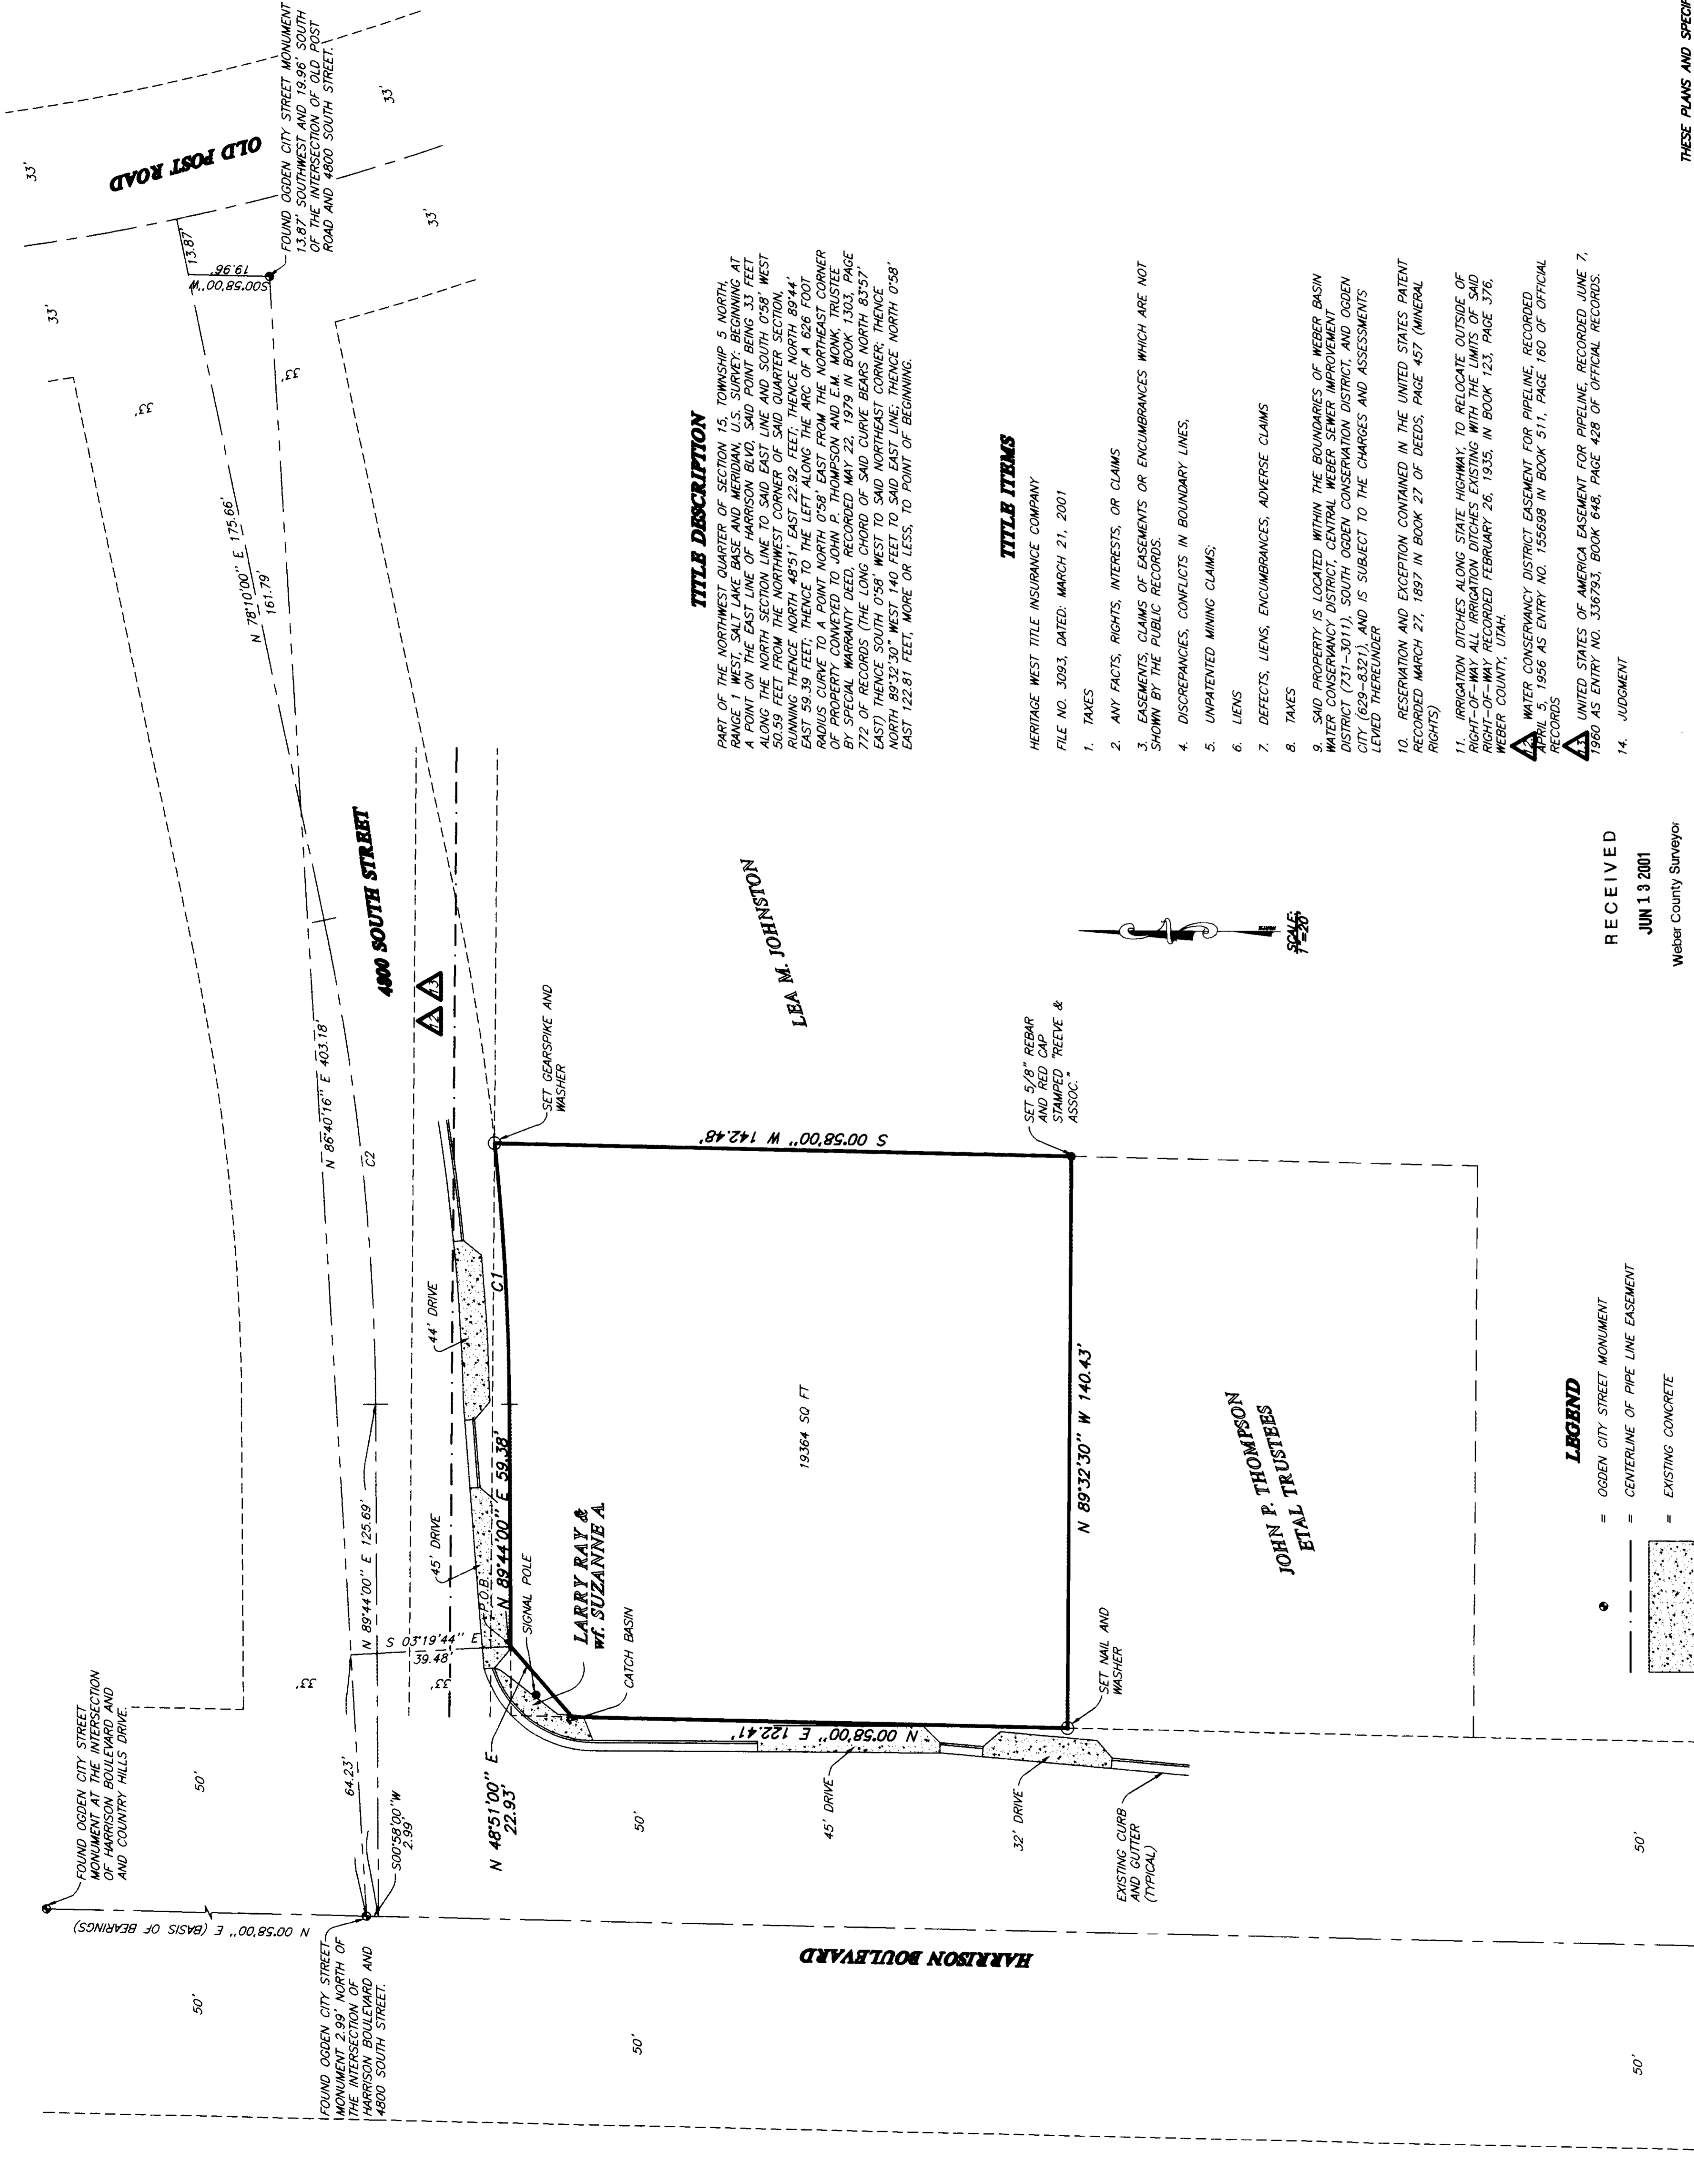 FOUND OGDEN CITY STREET
MONUMENT AT THE INTERSECTION
OF HARRISON BOULEVARD AND
AND COUNTRY HILLS DRIVE.
N 00°58'00" E (BASIS OF BEARINGS)
FOUND OGDEN CITY STREET
MONUMENT 2.99' NORTH OF
THE INTERSECTION OF
HARRISON BOULEVARD AND
4800 SOUTH STREET.
50'
50'
50'
50'
50'
50'
HARRISON BOULEVARD
64.23'
S00°58'00"W
2.99'
33'
33'
S 03°19'44" E
39.48'
N 89°44'00" E 125.69'
N 86°40'16" E 403.18'
C2
N 78°10'00" E 175.66'
161.79'
4800 SOUTH STREET
12
13
33'
33'
33'
33'
33'
33'
OLD POST ROAD
13.87'
S00°58'00"W
19.96'
FOUND OGDEN CITY STREET MONUMENT
13.87' SOUTHWEST AND 19.96' SOUTH
OF THE INTERSECTION OF OLD POST
ROAD AND 4800 SOUTH STREET.
45' DRIVE
44' DRIVE
P.O.B.
N 89°44'00" E 59.38'
C1
SIGNAL POLE
LARRY RAY &
wf. SUZANNE A.
CATCH BASIN
N 48°51'00" E
22.93'
N 00°58'00" E 122.41'
45' DRIVE
32' DRIVE
EXISTING CURB
AND GUTTER
(TYPICAL)
SET NAIL AND
WASHER
19364 SQ FT
N 89°32'30" W 140.43'
S 00°58'00" W 142.48'
SET GEARSPIKE AND
WASHER
SET 5/8" REBAR
AND RED CAP
STAMPED "REEVE &
ASSOC."
LEA M. JOHNSTON
JOHN P. THOMPSON
ETAL TRUSTEES
SCALE:
1"=20'
TITLE DESCRIPTION
PART OF THE NORTHWEST QUARTER OF SECTION 15, TOWNSHIP 5 NORTH,
RANGE 1 WEST, SALT LAKE BASE AND MERIDIAN, U.S. SURVEY: BEGINNING AT
A POINT ON THE EAST LINE OF HARRISON BLVD, SAID POINT BEING 33 FEET
ALONG THE NORTH SECTION LINE TO SAID EAST LINE AND SOUTH 0°58' WEST
50.59 FEET FROM THE NORTHWEST CORNER OF SAID QUARTER SECTION,
RUNNING THENCE NORTH 48°51' EAST 22.92 FEET; THENCE NORTH 89°44'
EAST 59.39 FEET; THENCE TO THE LEFT ALONG THE ARC OF A 626 FOOT
RADIUS CURVE TO A POINT NORTH 0°58' EAST FROM THE NORTHEAST CORNER
OF PROPERTY CONVEYED TO JOHN P. THOMPSON AND E.M. MONK, TRUSTEE
BY SPECIAL WARRANTY DEED, RECORDED MAY 22, 1979 IN BOOK 1303, PAGE
772 OF RECORDS (THE LONG CHORD OF SAID CURVE BEARS NORTH 83°57'
EAST) THENCE SOUTH 0°58' WEST TO SAID NORTHEAST CORNER; THENCE
NORTH 89°32'30" WEST 140 FEET TO SAID EAST LINE; THENCE NORTH 0°58'
EAST 122.81 FEET, MORE OR LESS, TO POINT OF BEGINNING.
TITLE ITEMS
HERITAGE WEST TITLE INSURANCE COMPANY
FILE NO. 3093, DATED: MARCH 21, 2001
1. TAXES
2. ANY FACTS, RIGHTS, INTERESTS, OR CLAIMS
3. EASEMENTS, CLAIMS OF EASEMENTS OR ENCUMBRANCES WHICH ARE NOT
SHOWN BY THE PUBLIC RECORDS.
4. DISCREPANCIES, CONFLICTS IN BOUNDARY LINES,
5. UNPATENTED MINING CLAIMS;
6. LIENS
7. DEFECTS, LIENS, ENCUMBRANCES, ADVERSE CLAIMS
8. TAXES
9. SAID PROPERTY IS LOCATED WITHIN THE BOUNDARIES OF WEBER BASIN
WATER CONSERVANCY DISTRICT, CENTRAL WEBER SEWER IMPROVEMENT
DISTRICT (731-3011), SOUTH OGDEN CONSERVATION DISTRICT, AND OGDEN
CITY (629-8321), AND IS SUBJECT TO THE CHARGES AND ASSESSMENTS
LEVIED THEREUNDER
10. RESERVATION AND EXCEPTION CONTAINED IN THE UNITED STATES PATENT
RECORDED MARCH 27, 1897 IN BOOK 27 OF DEEDS, PAGE 457 (MINERAL
RIGHTS)
11. IRRIGATION DITCHES ALONG STATE HIGHWAY, TO RELOCATE OUTSIDE OF
RIGHT-OF-WAY ALL IRRIGATION DITCHES EXISTING WITH THE LIMITS OF SAID
RIGHT-OF-WAY RECORDED FEBRUARY 26, 1935, IN BOOK 123, PAGE 376,
WEBER COUNTY, UTAH.
12. WATER CONSERVANCY DISTRICT EASEMENT FOR PIPELINE, RECORDED
APRIL 5, 1956 AS ENTRY NO. 155698 IN BOOK 511, PAGE 160 OF OFFICIAL
RECORDS
13. UNITED STATES OF AMERICA EASEMENT FOR PIPELINE, RECORDED JUNE 7,
1960 AS ENTRY NO. 336793, BOOK 648, PAGE 428 OF OFFICIAL RECORDS.
14. JUDGMENT
LEGEND
= OGDEN CITY STREET MONUMENT
= CENTERLINE OF PIPE LINE EASEMENT
= EXISTING CONCRETE
RECEIVED
JUN 13 2001
Weber County Surveyor
THESE PLANS AND SPECIF